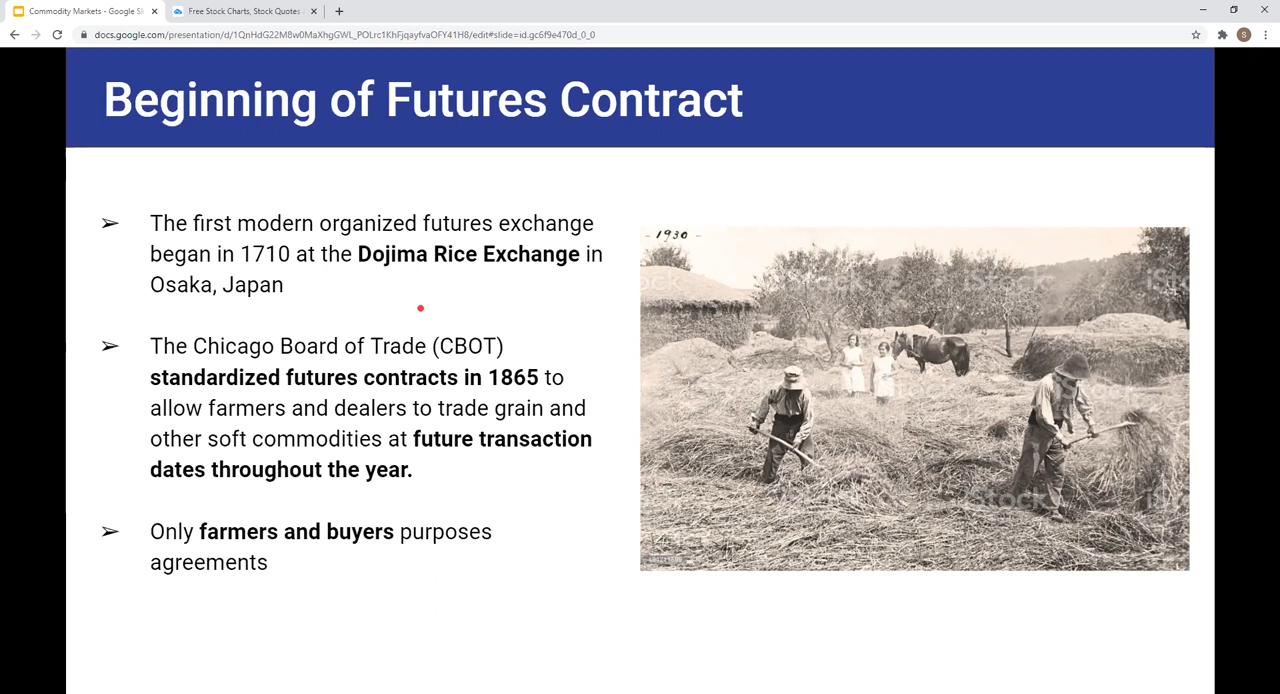 Commodity Markets - Google Sl
Free Stock Charts, Stock Quotes
docs.google.com/presentation/d/1QnHdG22M8w0MaXhgGWL_POLrc1KhFjqayfvaOFY41H8/edit#slide=id.gc6f9e470d_0_0
S
Beginning of Futures Contract
➢ The first modern organized futures exchange
began in 1710 at the Dojima Rice Exchange in
Osaka, Japan
➢ The Chicago Board of Trade (CBOT)
standardized futures contracts in 1865 to
allow farmers and dealers to trade grain and
other soft commodities at future transaction
dates throughout the year.
➢ Only farmers and buyers purposes
agreements
- 1930 -
iStock
iStock